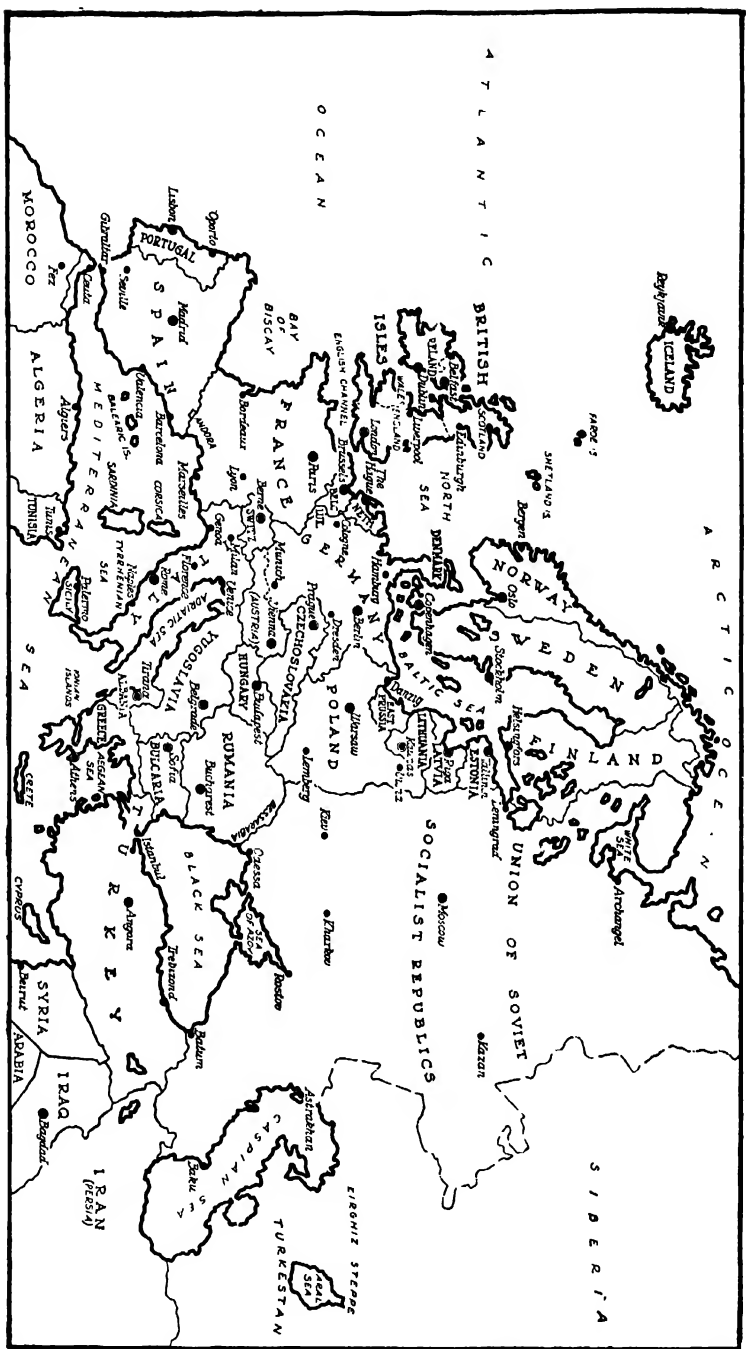 ATLANTIC
OCEAN
ARCTIC OCEAN
Reykjavik
ICELAND
FAROE IS
SHETLAND IS
BRITISH
ISLES
SCOTLAND
IRELAND
Belfast
Dublin
Edinburgh
Liverpool
WALES
ENGLAND
London
NORTH
SEA
ENGLISH CHANNEL
BAY
OF
BISCAY
Bergen
NORWAY
Oslo
SWEDEN
Stockholm
FINLAND
Helsingfors
WHITE
SEA
Archangel
Leningrad
Tallinn
ESTONIA
Riga
LATVIA
LITHUANIA
Kaunas
EAST
PRUSSIA
Danzig
BALTIC SEA
DENMARK
Copenhagen
UNION OF SOVIET
SOCIALIST REPUBLICS
Moscow
Kazan
SIBERIA
The
Hague
NETH
Brussels
BELG
LUX
Cologne
Hamburg
GERMANY
Berlin
Dresden
Munich
Vienna
(AUSTRIA)
Prague
CZECHOSLOVAKIA
POLAND
Warsaw
Lemberg
Kiev
Kharkov
FRANCE
Paris
Bordeaux
Lyon
Marseilles
Berne
SWITZ
HUNGARY
Budapest
RUMANIA
Bucharest
BESSARABIA
Odessa
SEA
OF AZOV
Rostov
Astrakhan
CASPIAN
SEA
Baku
KIRGHIZ STEPPE
TURKESTAN
ARAL
SEA
PORTUGAL
Lisbon
Oporto
SPAIN
Madrid
Seville
Gibraltar
Ceuta
Valencia
Barcelona
ANDORA
BALEARIC IS.
CORSICA
SARDINIA
Genoa
Milan
Venice
Florence
Rome
Naples
ITALY
ADRIATIC SEA
TYRRHENIAN
SEA
Palermo
SICILY
YUGOSLAVIA
Belgrade
Tirana
ALBANIA
Sofia
BULGARIA
GREECE
IONIAN
ISLANDS
Athens
AEGEAN
SEA
CRETE
BLACK SEA
Istanbul
TURKEY
Angora
Trebizond
Batum
CYPRUS
Beirut
SYRIA
ARABIA
IRAQ
Bagdad
IRAN
(PERSIA)
MEDITERRANEAN
SEA
MOROCCO
Fez
ALGERIA
Algiers
Tunis
TUNISIA